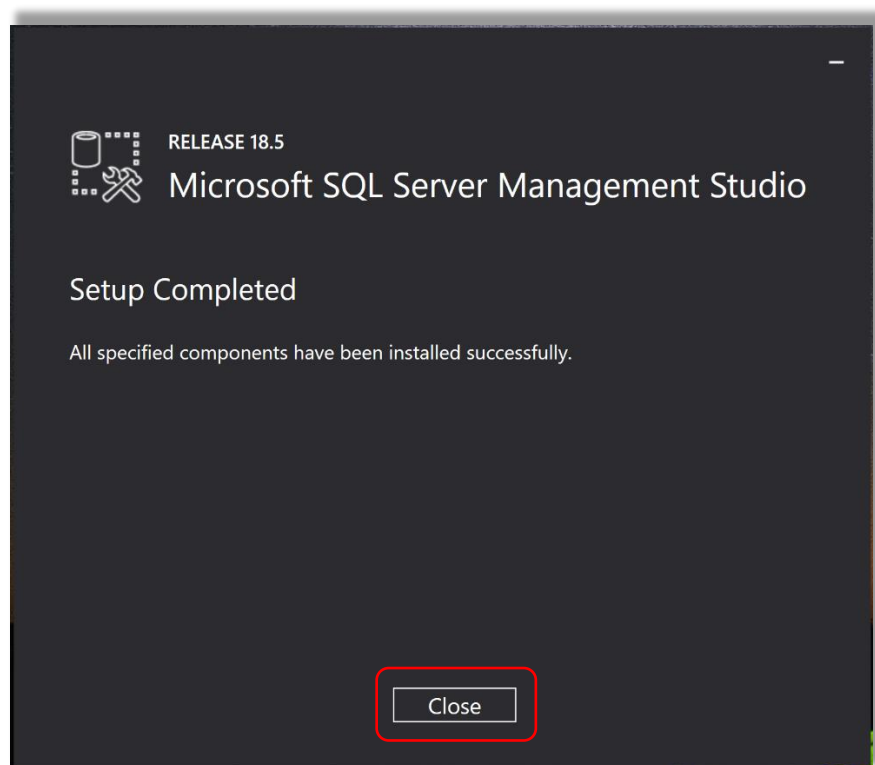 RELEASE 18.5
Microsoft SQL Server Management Studio
Setup Completed
All specified components have been installed successfully.
Close